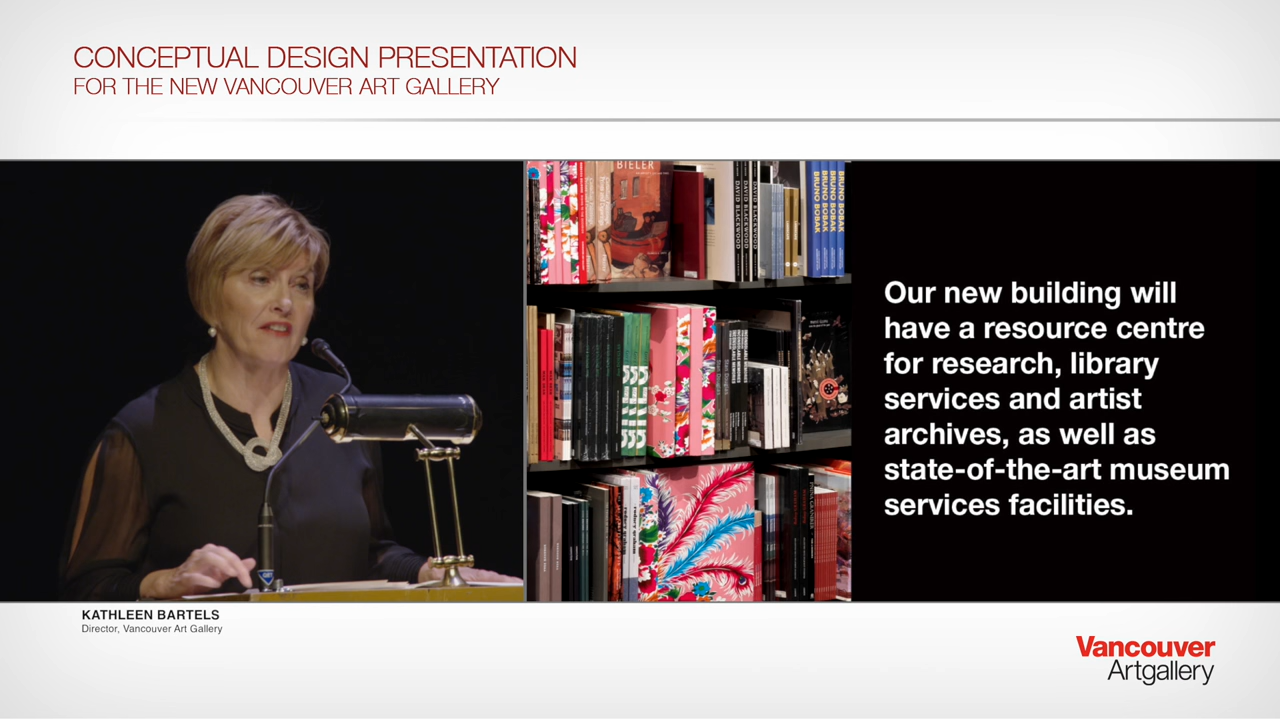 CONCEPTUAL DESIGN PRESENTATION
FOR THE NEW VANCOUVER ART GALLERY
BIELER
DAVID BLACKWOOD
DAVID BLACKWOOD
DAVID BLACKWOOD
BRUNO BOBAK
BRUNO BOBAK
BRUNO BOBAK
BRUNO BOBAK
Our new building will
have a resource centre
for research, library
services and artist
archives, as well as
state-of-the-art museum
services facilities.
KATHLEEN BARTELS
Director, Vancouver Art Gallery
Vancouver
Artgallery